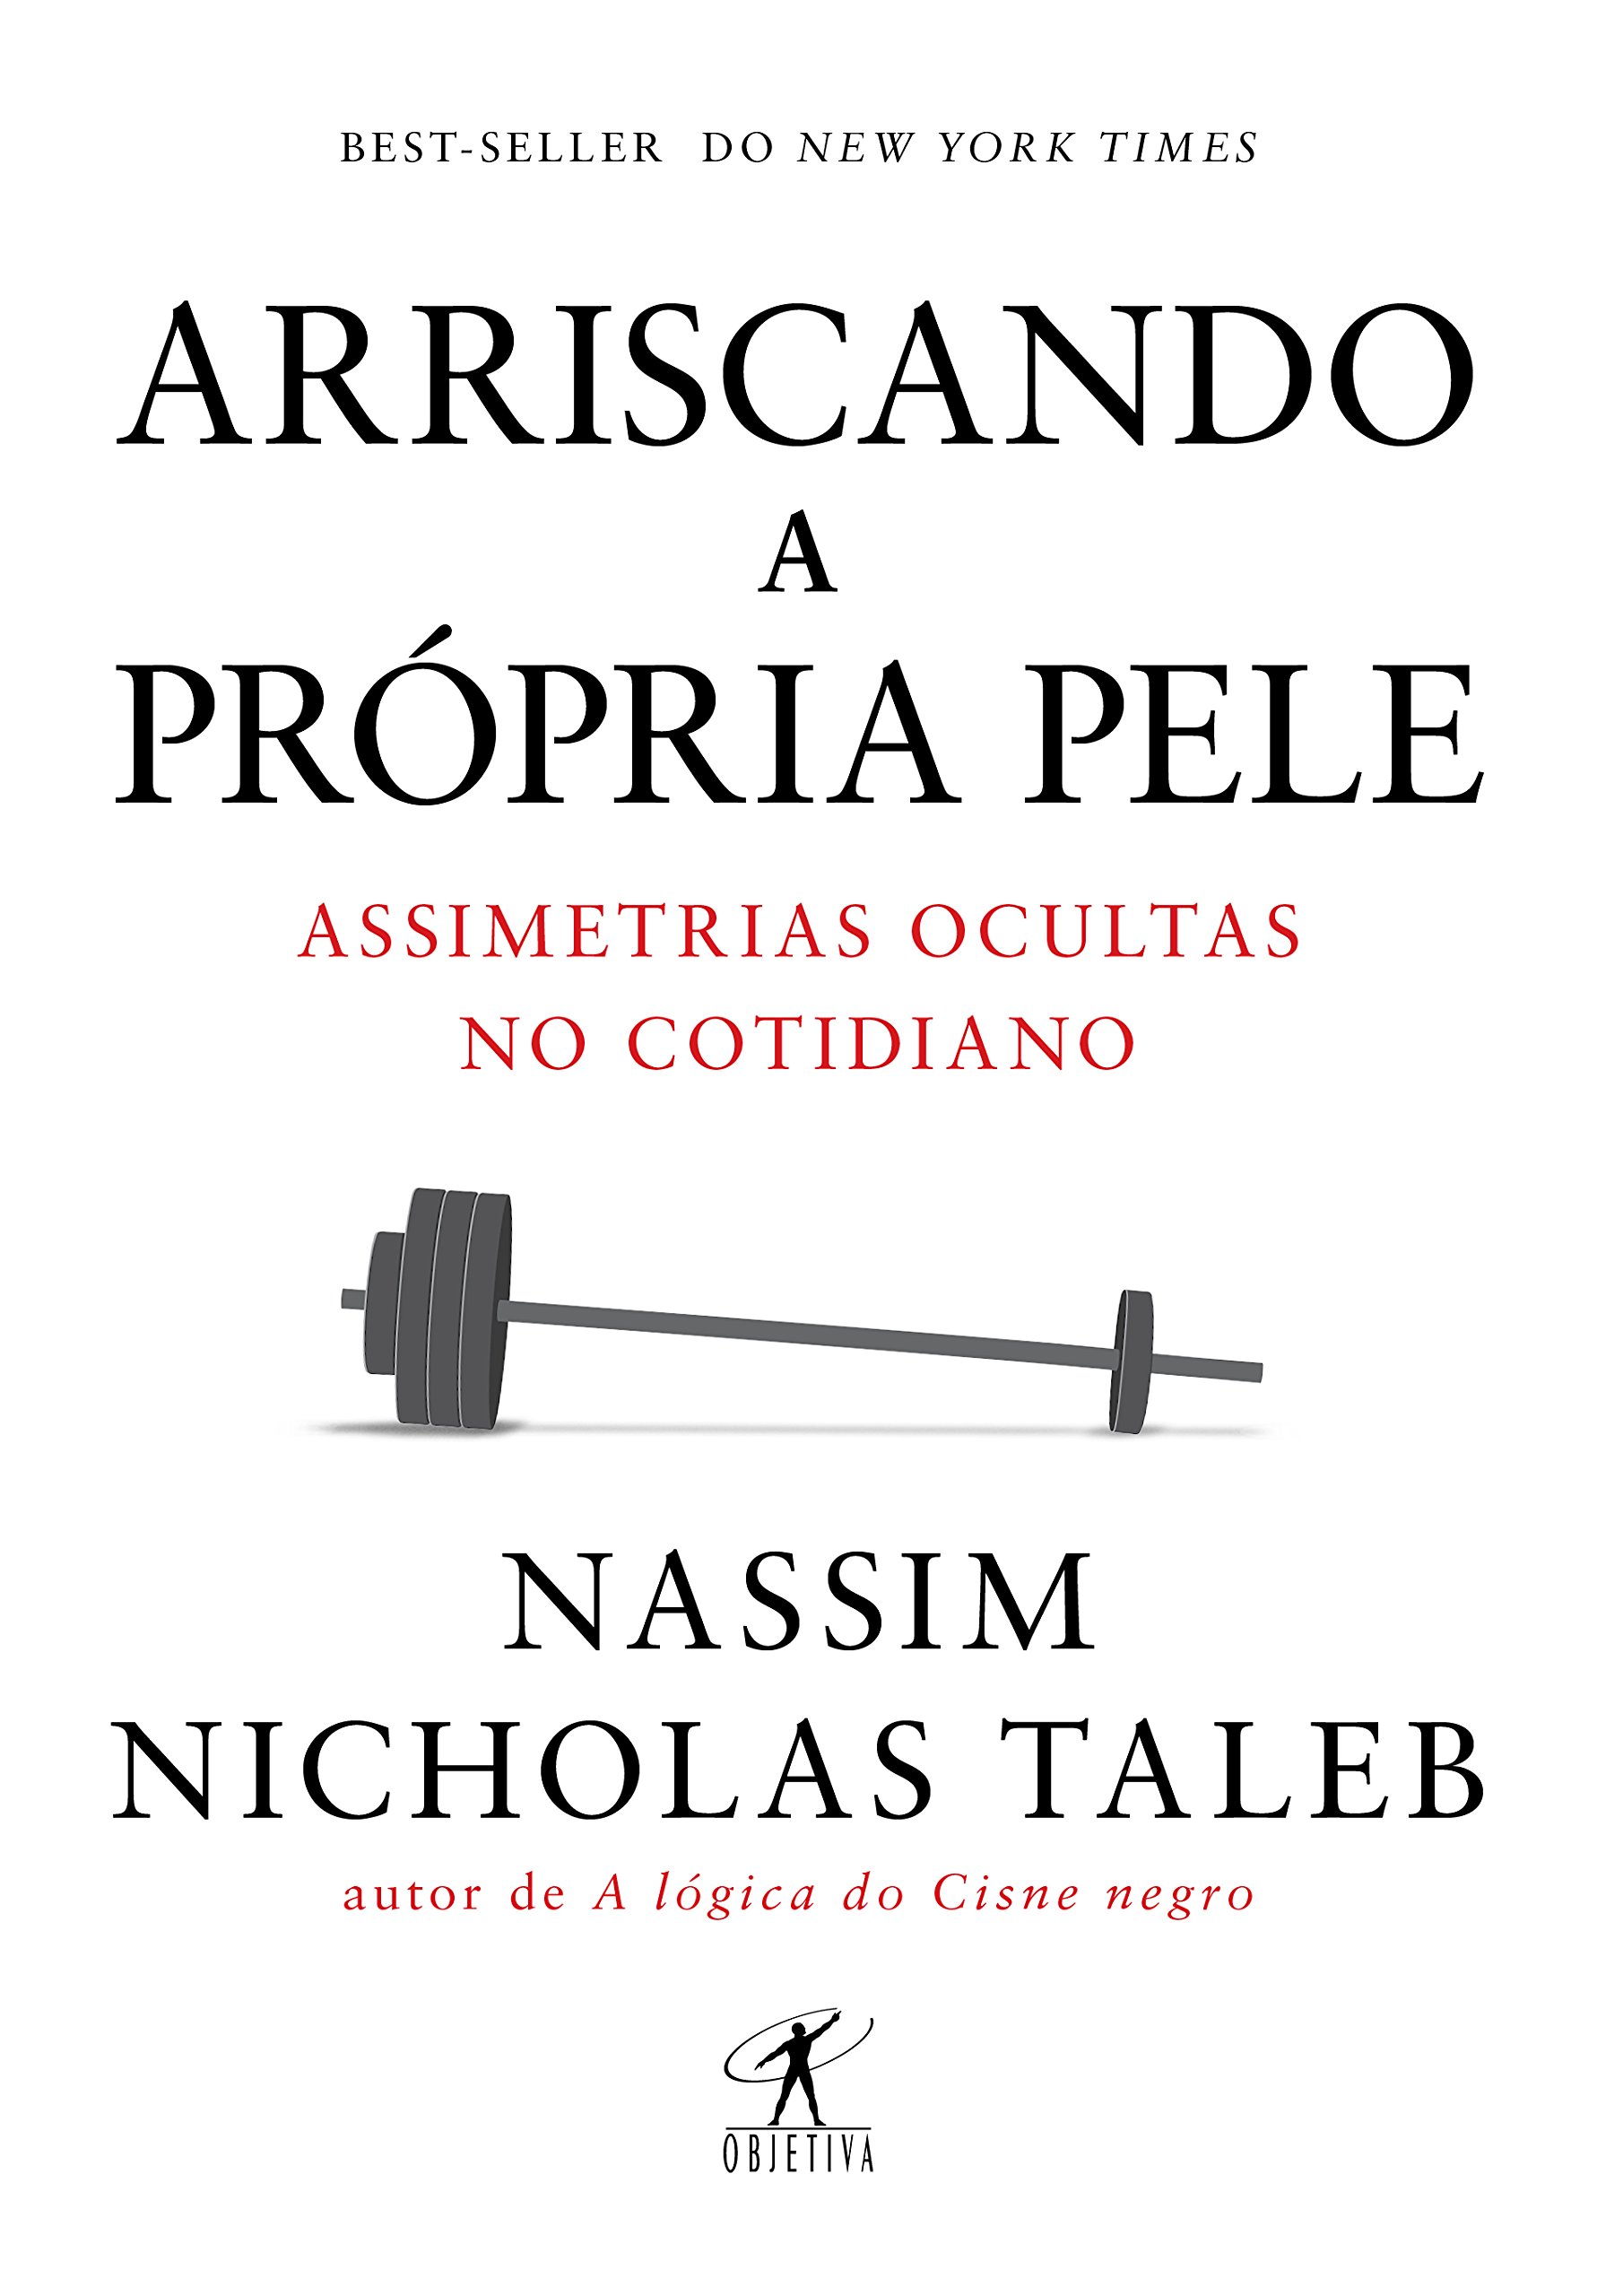 BEST-SELLER DO NEW YORK TIMES
ARRISCANDO
A
PRÓPRIA PELE
ASSIMETRIAS OCULTAS
NO COTIDIANO
NASSIM
NICHOLAS TALEB
autor de A lógica do Cisne negro
OBJETIVA